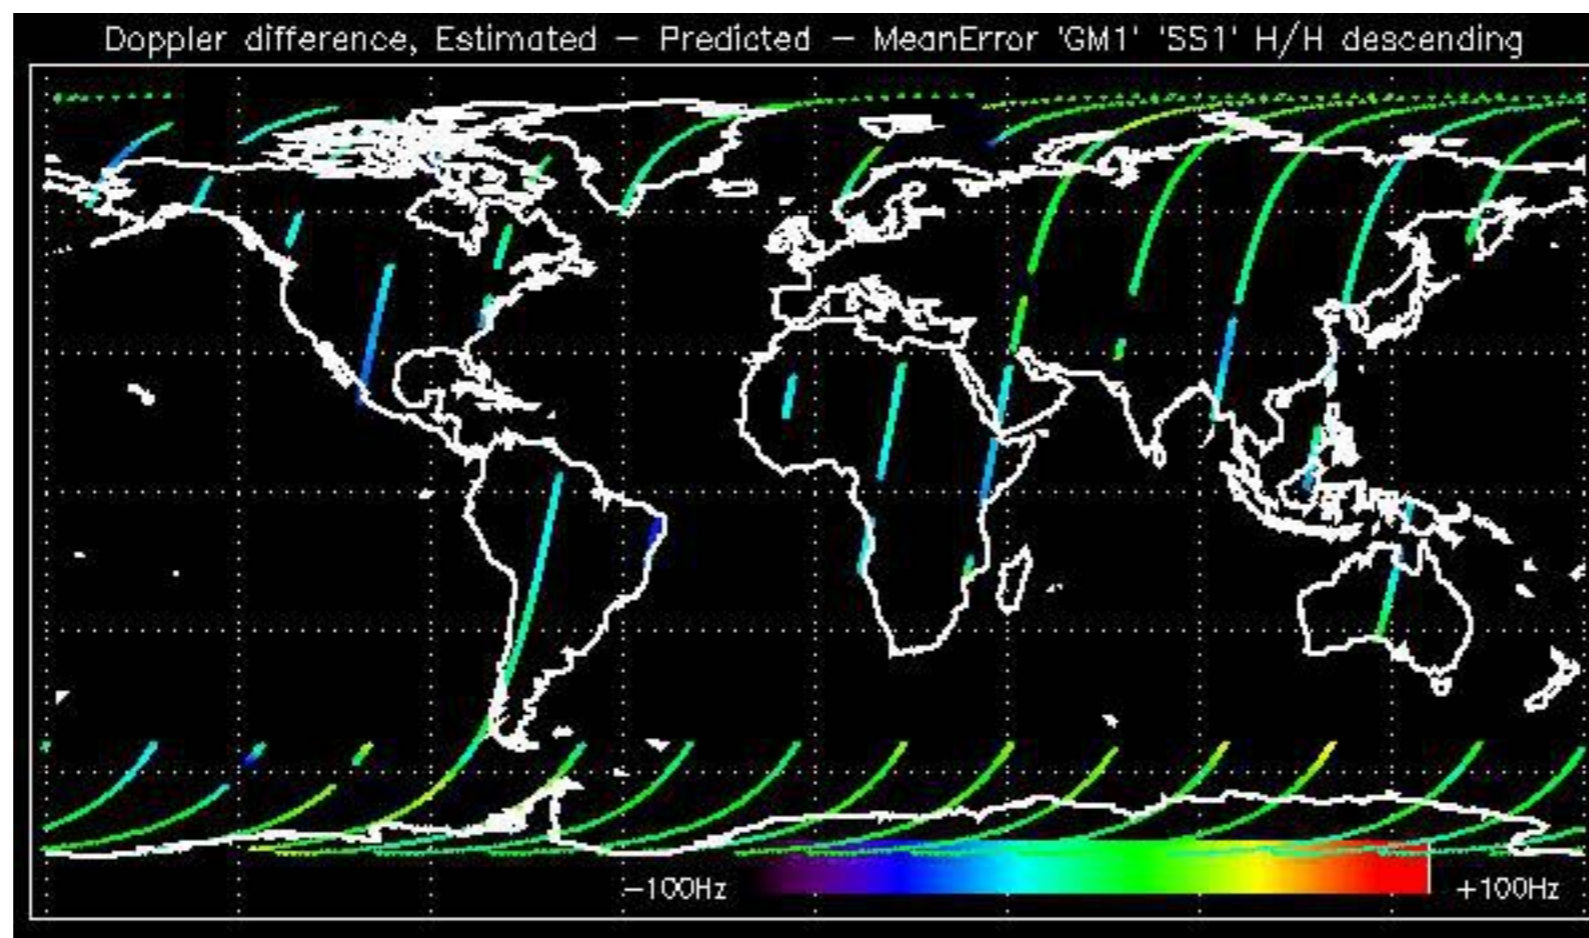 Doppler difference, Estimated - Predicted - MeanError 'GM1' 'SS1' H/H descending
-100Hz
+100Hz